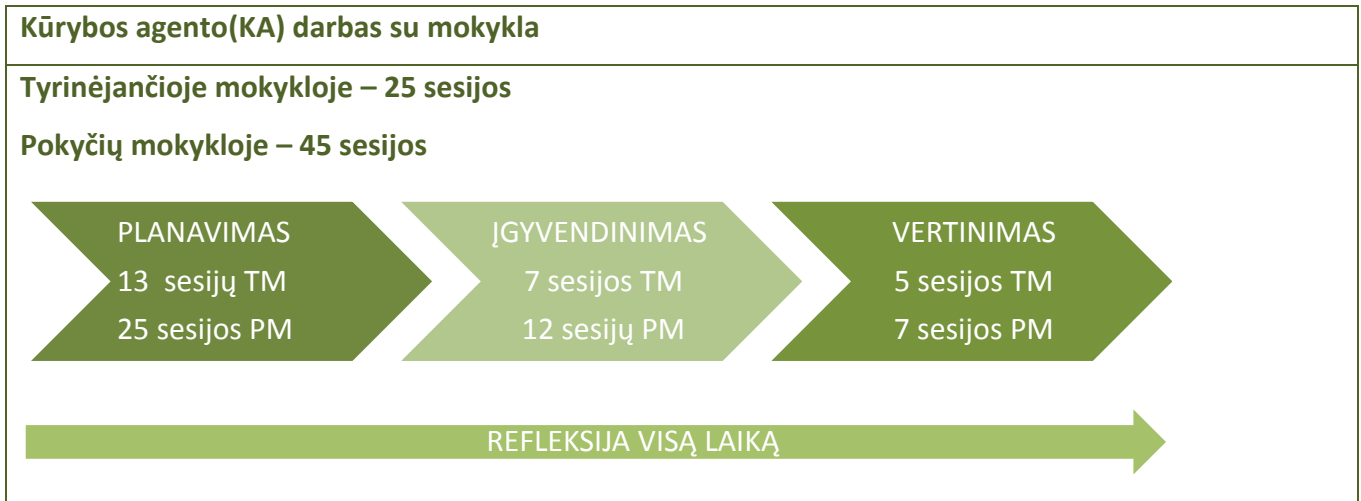 Kūrybos agento(KA) darbas su mokykla
Tyrinėjančioje mokykloje – 25 sesijos
Pokyčių mokykloje – 45 sesijos
PLANAVIMAS
13 sesijų TM
25 sesijos PM
ĮGYVENDINIMAS
7 sesijos TM
12 sesijų PM
VERTINIMAS
5 sesijos TM
7 sesijos PM
REFLEKSIJA VISĄ LAIKĄ